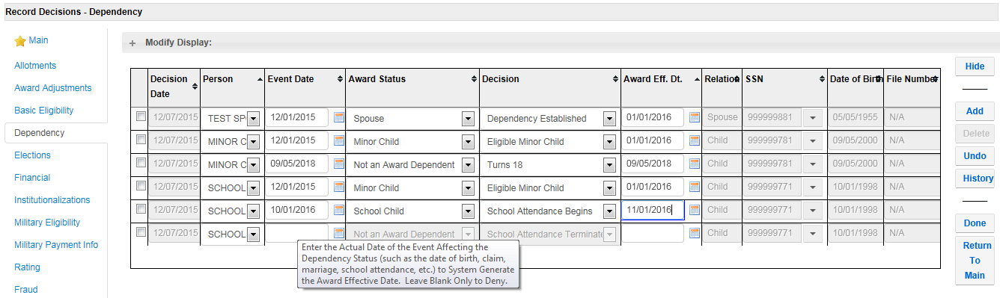 Record Decisions - Dependency
Main
Allotments
Award Adjustments
Basic Eligibility
Dependency
Elections
Financial
Institutionalizations
Military Eligibility
Military Payment Info
Rating
Fraud
+ Modify Display:
Decision Date Person Event Date Award Status Decision Award Eff. Dt. Relation SSN Date of Birth File Number
12/07/2015 TEST SPO 12/01/2015 Spouse Dependency Established 01/01/2016 Spouse 999999881 05/05/1955 N/A
12/07/2015 MINOR C 12/01/2015 Minor Child Eligible Minor Child 01/01/2016 Child 999999781 09/05/2000 N/A
12/07/2015 MINOR C 09/05/2018 Not an Award Dependent Turns 18 09/05/2018 Child 999999781 09/05/2000 N/A
12/07/2015 SCHOOL 12/01/2015 Minor Child Eligible Minor Child 01/01/2016 Child 999999771 10/01/1998 N/A
12/07/2015 SCHOOL 10/01/2016 School Child School Attendance Begins 11/01/2016 Child 999999771 10/01/1998 N/A
12/07/2015 SCHOOL Not an Award Dependent School Attendance Terminate Child 999999771 10/01/1998 N/A
Enter the Actual Date of the Event Affecting the
Dependency Status (such as the date of birth, claim,
marriage, school attendance, etc.) to System Generate
the Award Effective Date. Leave Blank Only to Deny.
Hide
Add
Delete
Undo
History
Done
Return
To
Main